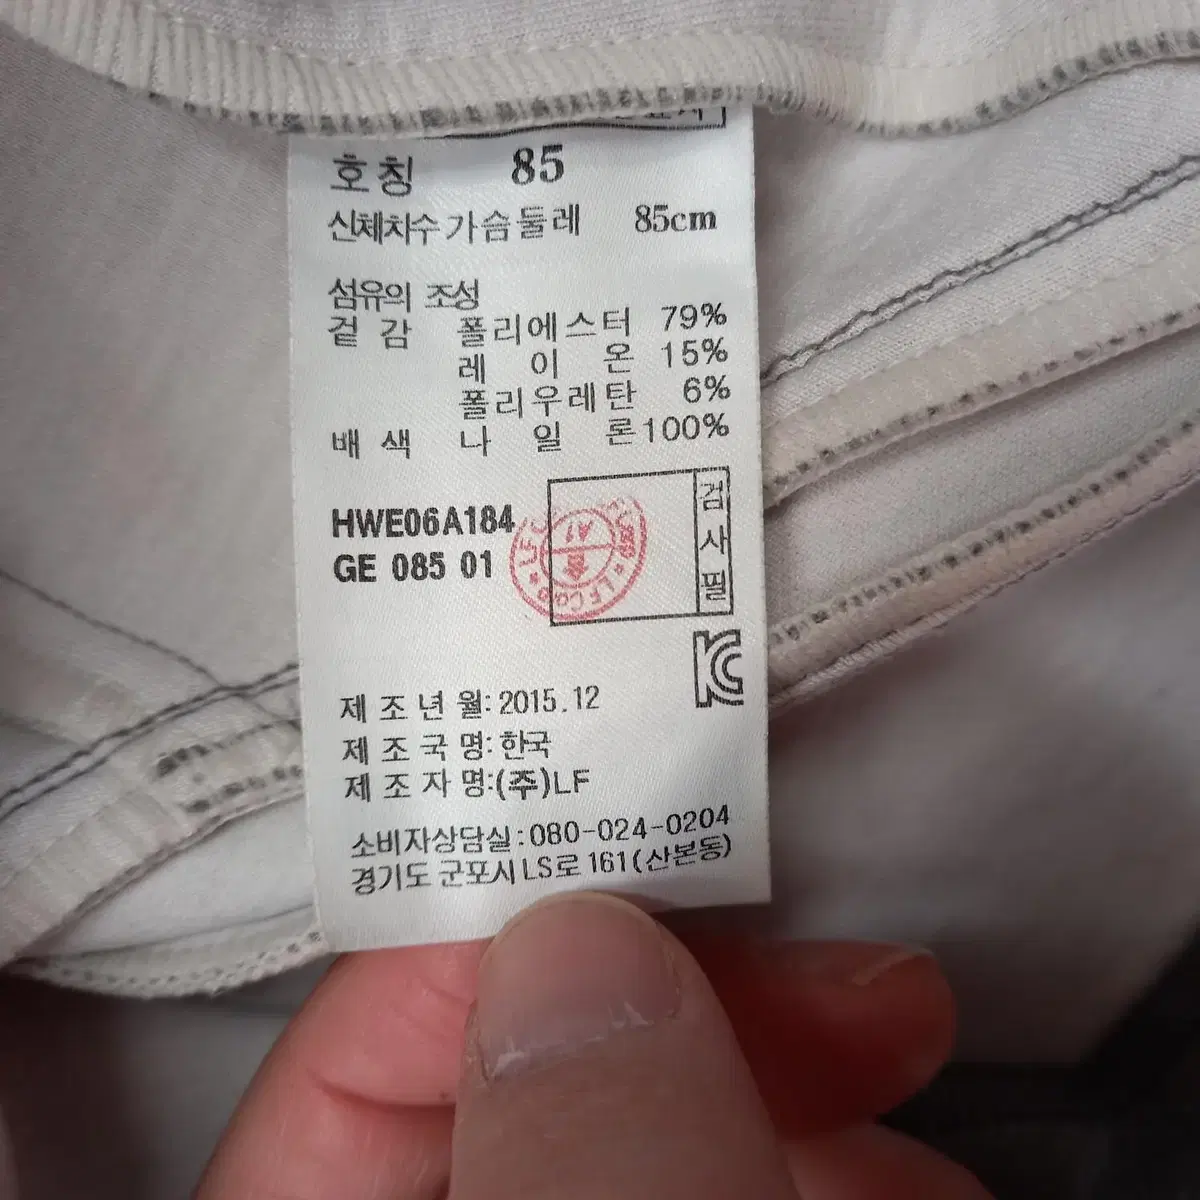 호칭 85
신체치수 가슴둘레 85cm
섬유의 조성
겉감 폴리에스터 79%
레이온 15%
폴리우레탄 6%
배색 나일론 100%
HWE06A184
GE 085 01
검사필
제조년월: 2015.12
제조국명: 한국
제조자명:(주)LF
소비자상담실: 080-024-0204
경기도 군포시 LS로 161(산본동)